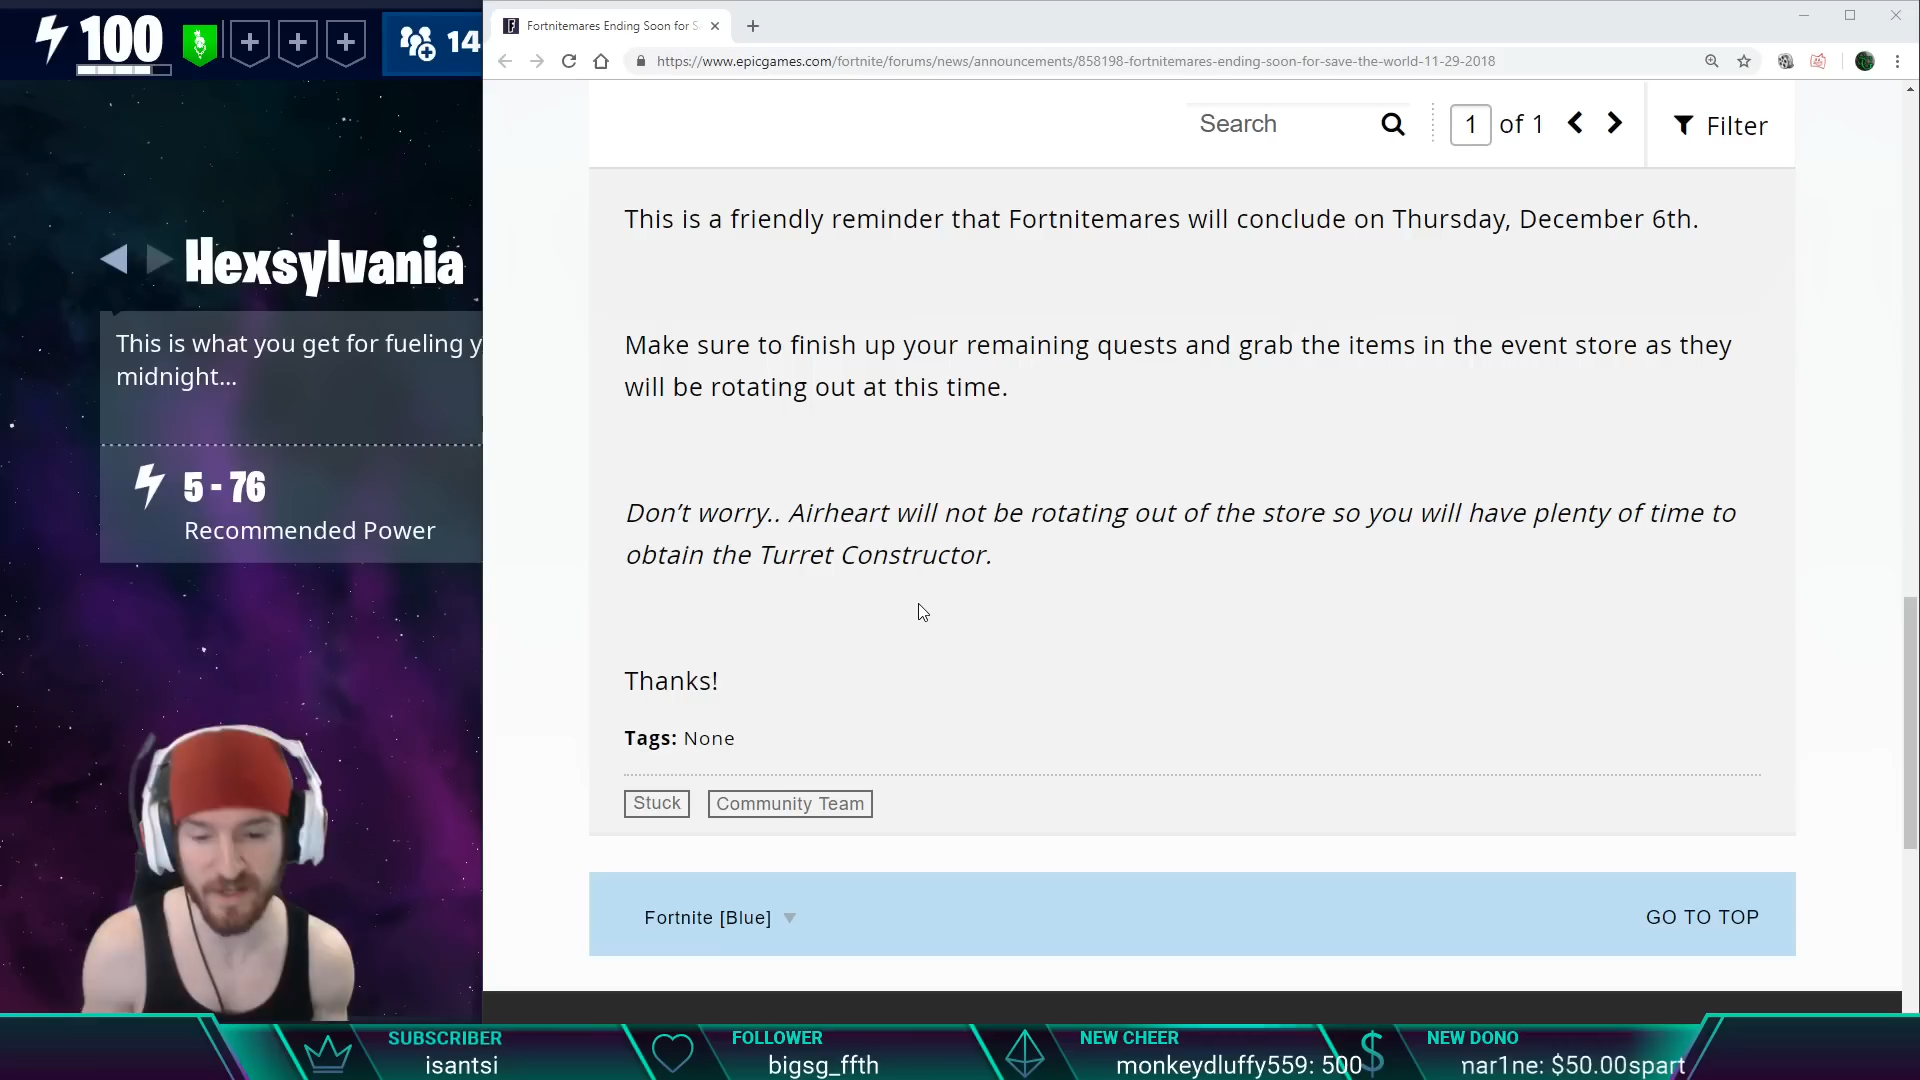 100
14
Hexsylvania
This is what you get for fueling y
midnight...
5 - 76
Recommended Power
Fortnitemares Ending Soon for S
https://www.epicgames.com/fortnite/forums/news/announcements/858198-fortnitemares-ending-soon-for-save-the-world-11-29-2018
Search
1 of 1
Filter
This is a friendly reminder that Fortnitemares will conclude on Thursday, December 6th.
Make sure to finish up your remaining quests and grab the items in the event store as they
will be rotating out at this time.
Don't worry.. Airheart will not be rotating out of the store so you will have plenty of time to
obtain the Turret Constructor.
Thanks!
Tags: None
Stuck
Community Team
Fortnite [Blue]
GO TO TOP
SUBSCRIBER
isantsi
FOLLOWER
bigsg_ffth
NEW CHEER
monkeydluffy559: 500
NEW DONO
nar1ne: $50.00spart